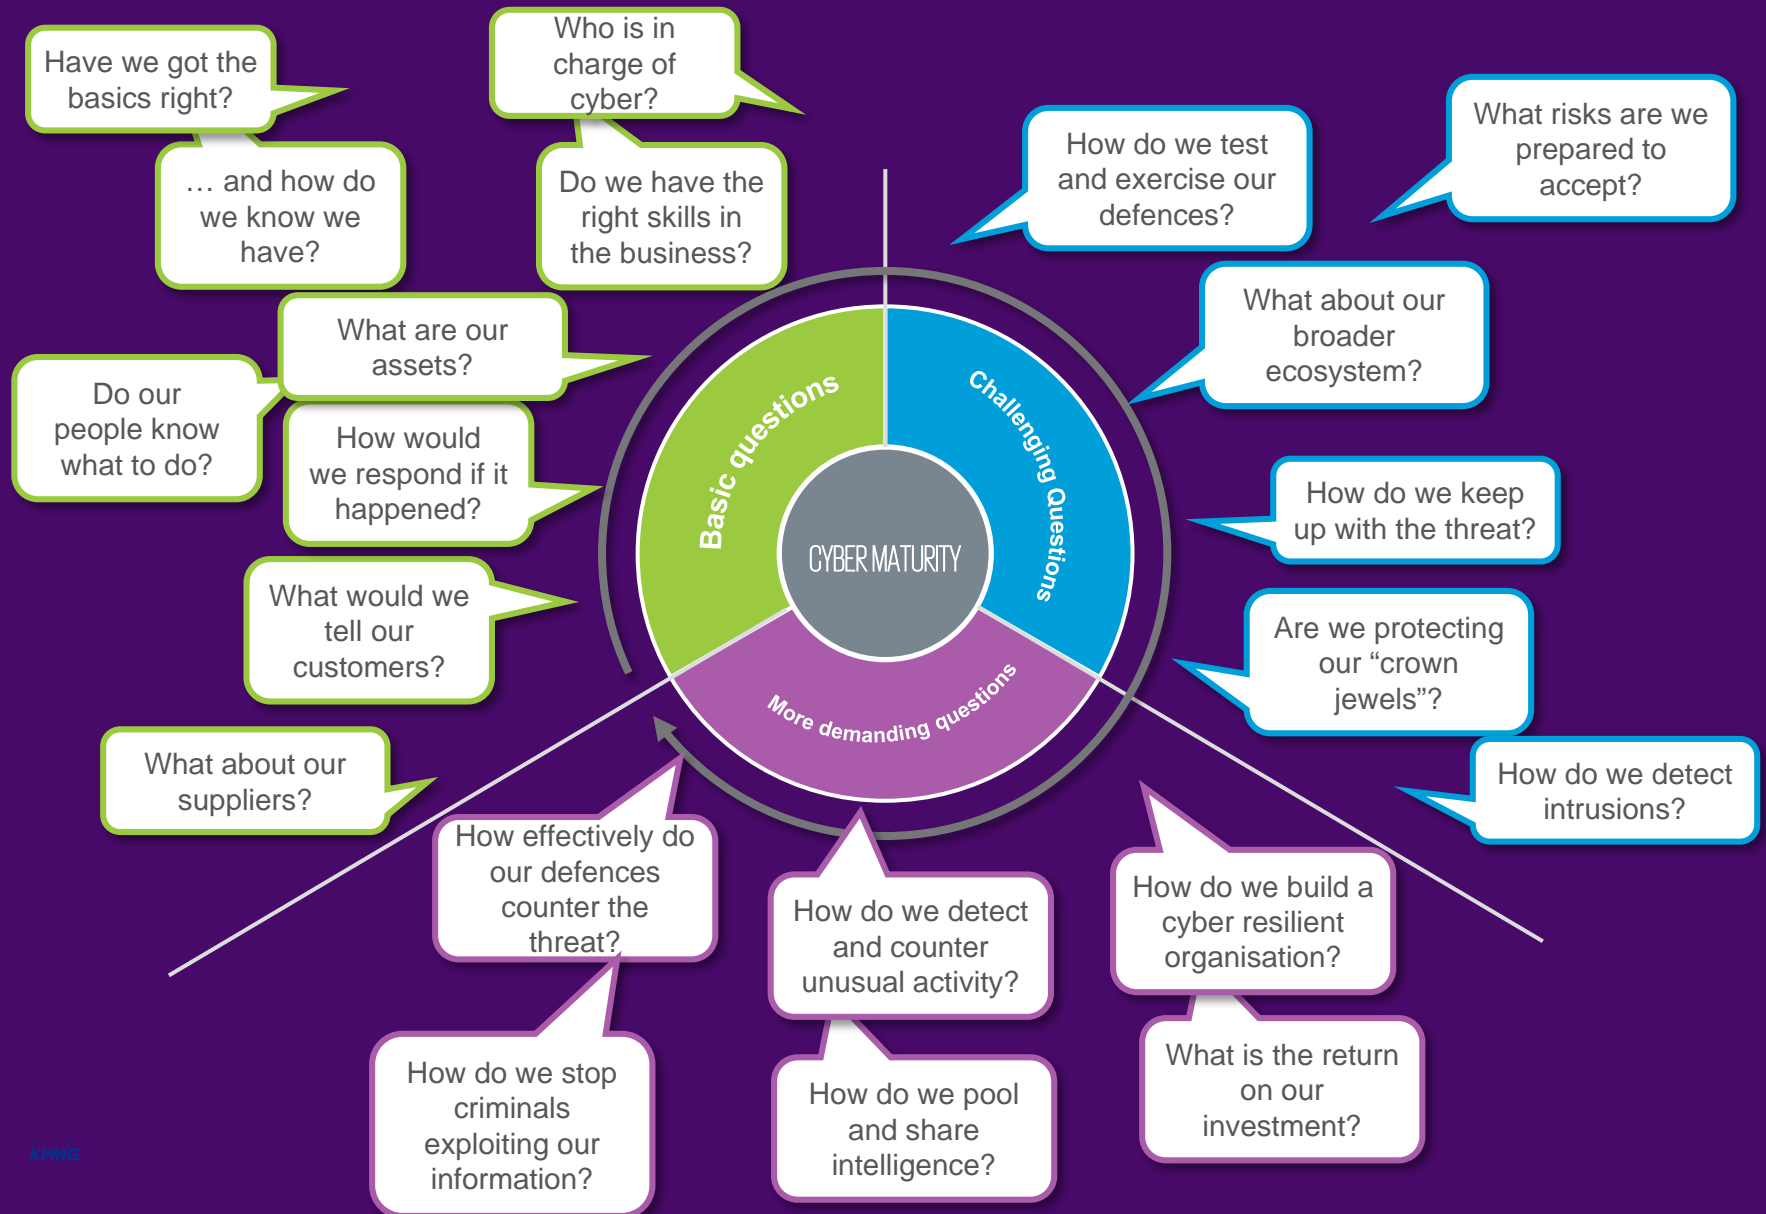 Have we got the
basics right?
… and how do
we know we
have?
Who is in
charge of
cyber?
Do we have the
right skills in
the business?
What are our
assets?
Do our
people know
what to do?
How would
we respond if it
happened?
What would we
tell our
customers?
What about our
suppliers?
How do we test
and exercise our
defences?
What risks are we
prepared to
accept?
What about our
broader
ecosystem?
How do we keep
up with the threat?
Are we protecting
our “crown
jewels”?
How do we detect
intrusions?
Basic questions
Challenging Questions
More demanding questions
CYBER MATURITY
How effectively do
our defences
counter the
threat?
How do we stop
criminals
exploiting our
information?
How do we detect
and counter
unusual activity?
How do we pool
and share
intelligence?
How do we build a
cyber resilient
organisation?
What is the return
on our
investment?
KPMG